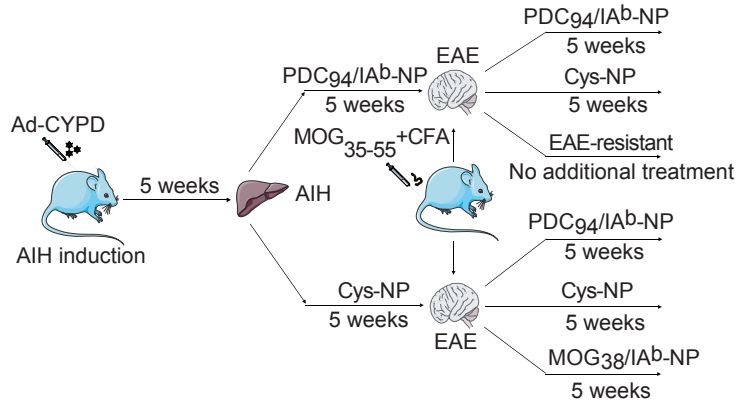 PDC94/IAb-NP
5 weeks
EAE
PDC94/IAb-NP
5 weeks
Cys-NP
5 weeks
Ad-CYPD
MOG35-55+CFA
EAE-resistant
No additional treatment
5 weeks
AIH
AIH induction
PDC94/IAb-NP
5 weeks
Cys-NP
5 weeks
Cys-NP
5 weeks
EAE
MOG38/IAb-NP
5 weeks